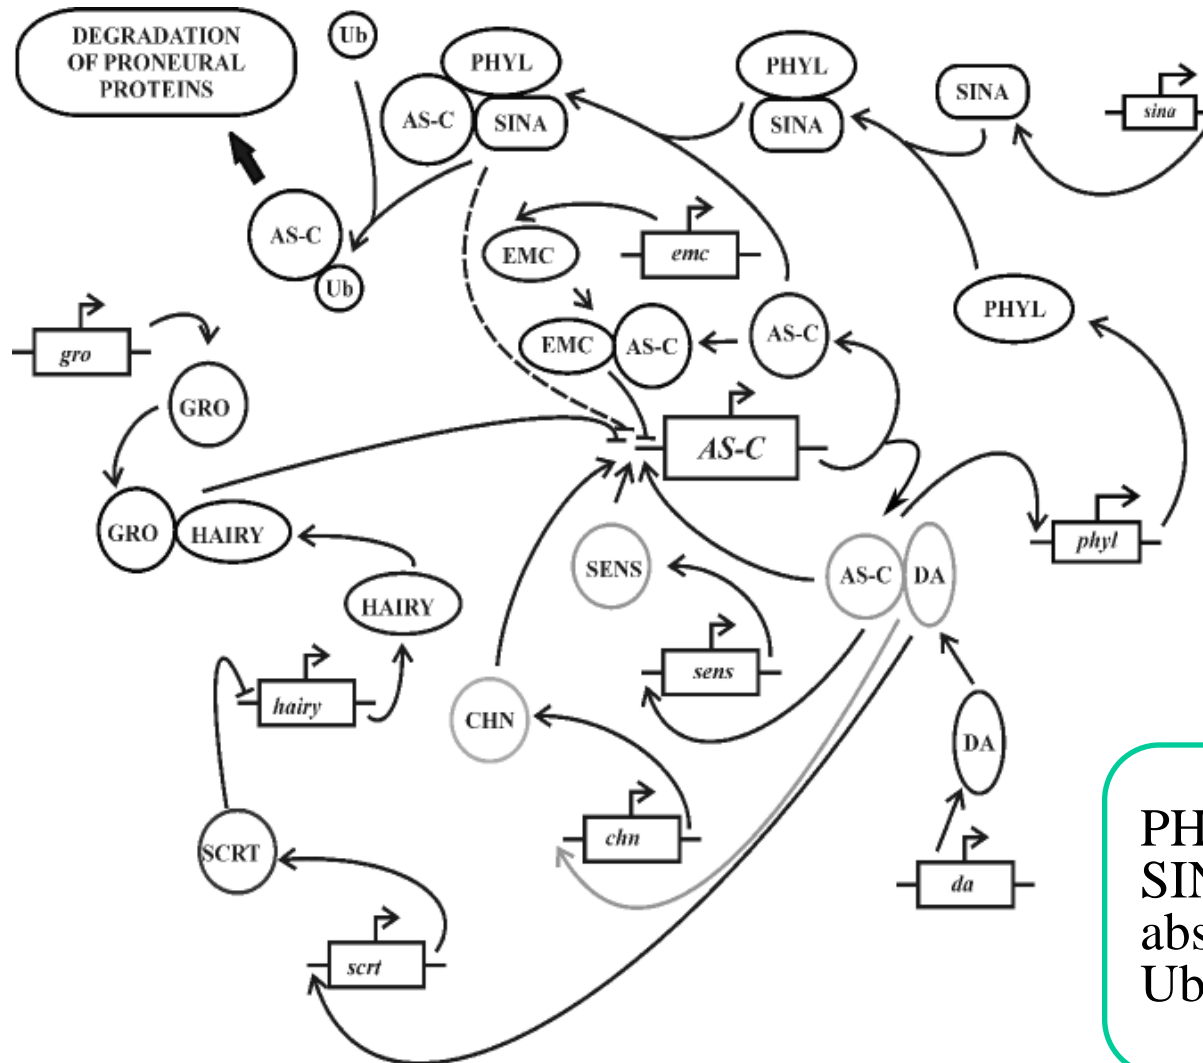 DEGRADATION
OF PRONEURAL
PROTEINS
Ub
PHYL
AS-C
SINA
PHYL
SINA
SINA
sina
AS-C
Ub
EMC
emc
PHYL
gro
GRO
EMC
AS-C
AS-C
AS-C
GRO
HAIRY
HAIRY
SENS
AS-C
DA
phyl
sens
hairy
CHN
DA
chn
SCRT
da
scrt
PH
SIN
abs
Ub